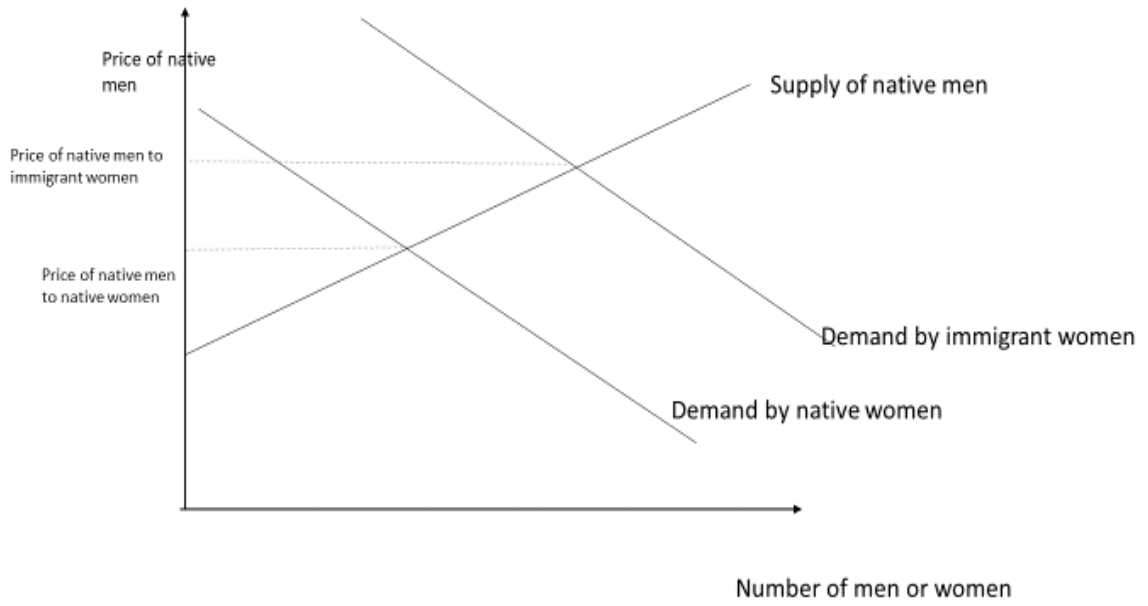 Price of native
men
Supply of native men
Price of native men to
immigrant women
Price of native men
to native women
Demand by immigrant women
Demand by native women
Number of men or women